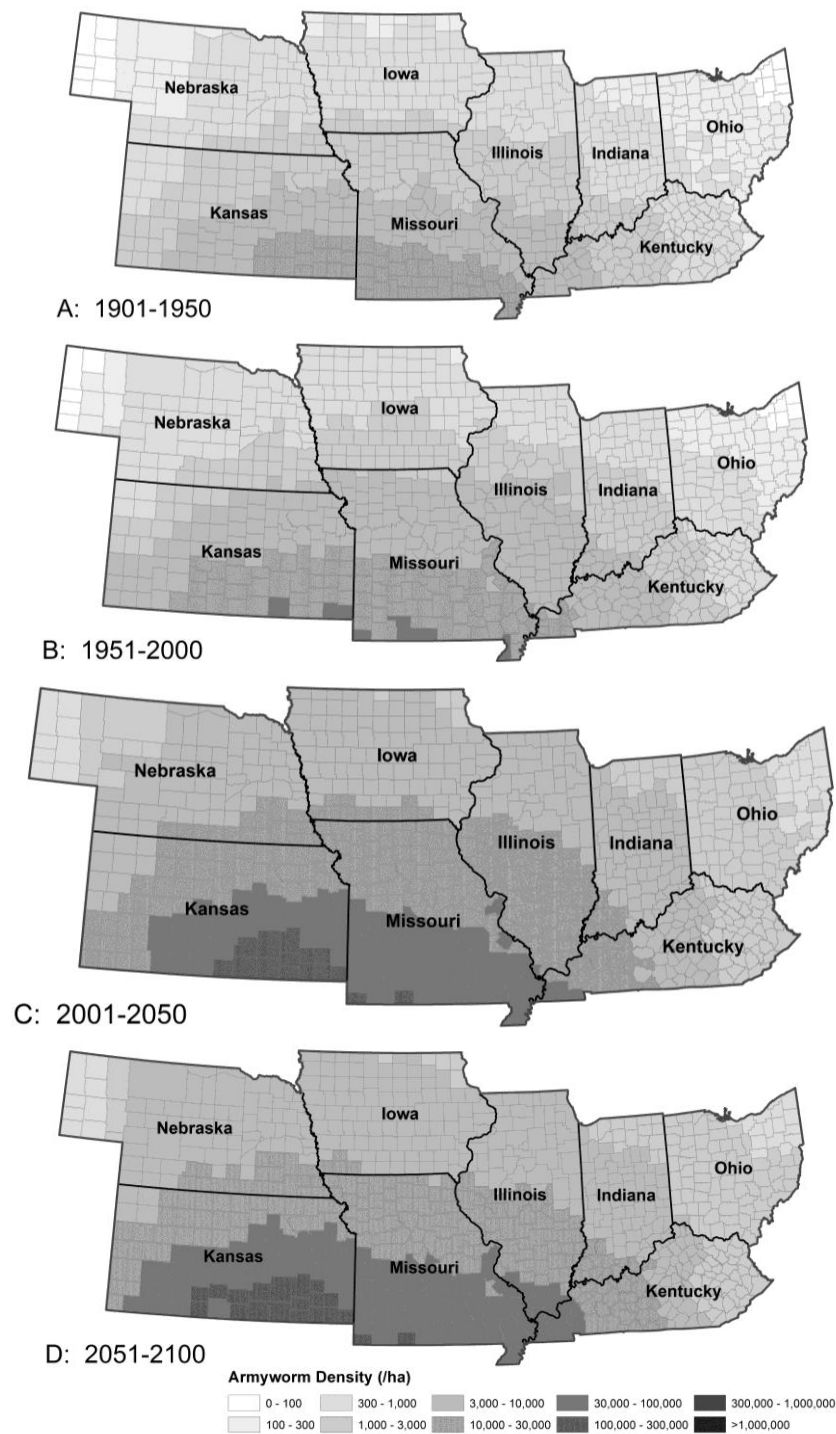 Nebraska
Iowa
Illinois
Indiana
Ohio
Kansas
Missouri
Kentucky
A: 1901-1950
Nebraska
Iowa
Illinois
Indiana
Ohio
Kansas
Missouri
Kentucky
B: 1951-2000
Nebraska
Iowa
Illinois
Indiana
Ohio
Kansas
Missouri
Kentucky
C: 2001-2050
Nebraska
Iowa
Illinois
Indiana
Ohio
Kansas
Missouri
Kentucky
D: 2051-2100
Armyworm Density (/ha)
0 - 100 300 - 1,000 3,000 - 10,000 30,000 - 100,000 300,000 - 1,000,000
100 - 300 1,000 - 3,000 10,000 - 30,000 100,000 - 300,000 >1,000,000